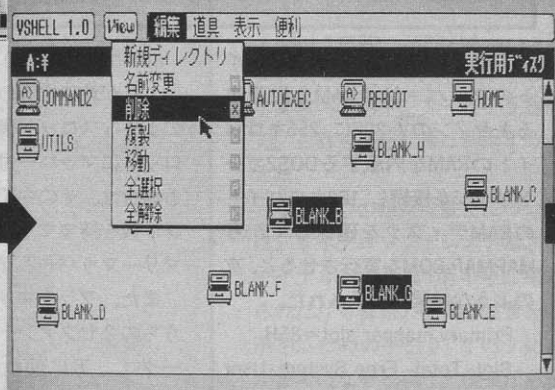 VSHELL 1.0 View 編集 道具 表示 便利
A:¥ 実行用ディスク
新規ディレクトリ
名前変更
削除 X
複製
移動
全選択
全解除
COMMAND2 AUTOEXEC REBOOT HOME
UTILS BLANK_H
BLANK_C
BLANK_B
BLANK_F BLANK_G
BLANK_D BLANK_E